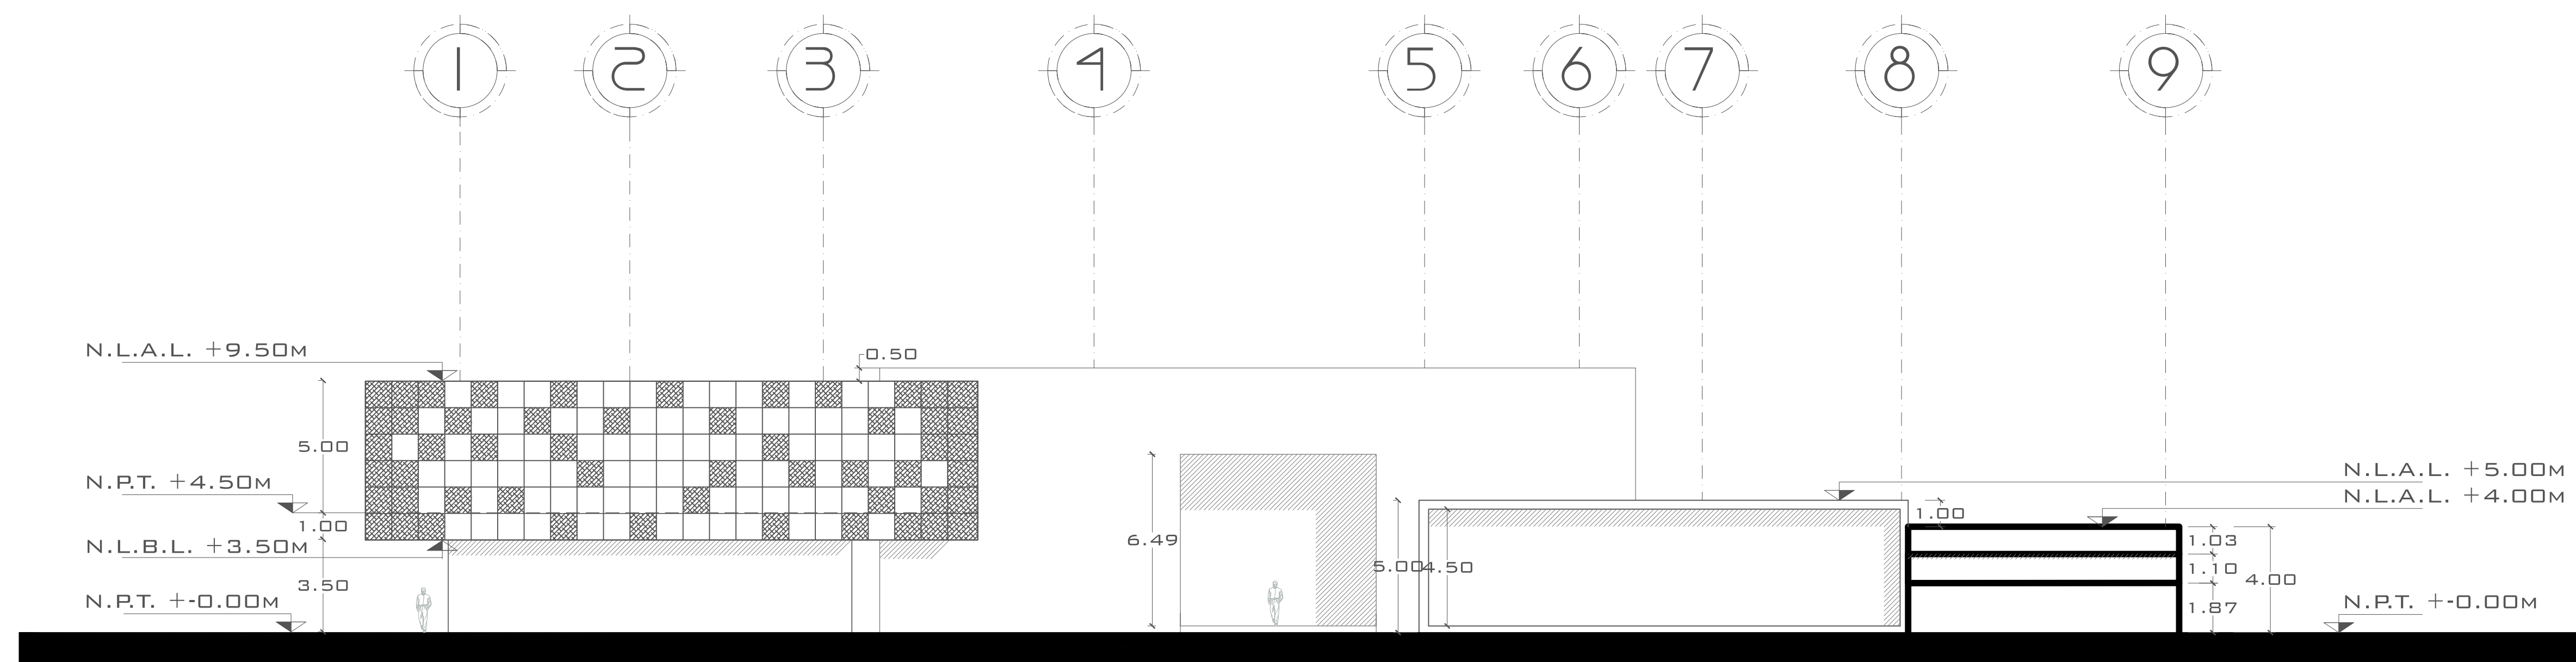 1 2 3 4 5 6 7 8 9
N.L.A.L. +9.50M
0.50
5.00
N.P.T. +4.50M
1.00
N.L.B.L. +3.50M
3.50
N.P.T. +-0.00M
6.49
5.00
4.50
N.L.A.L. +5.00M
N.L.A.L. +4.00M
1.00
1.03
1.10
4.00
1.87
N.P.T. +-0.00M